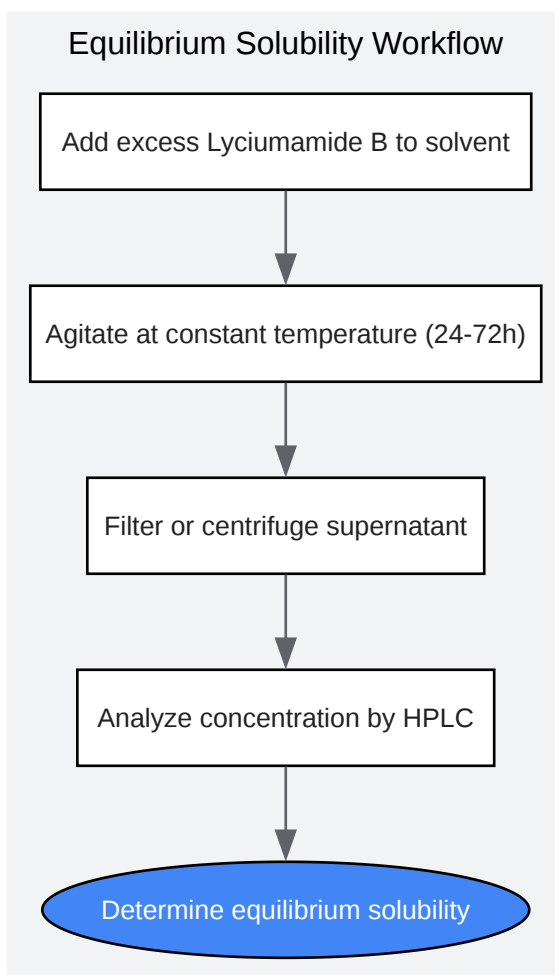 Equilibrium Solubility Workflow
Add excess Lyciumamide B to solvent
Agitate at constant temperature (24-72h)
Filter or centrifuge supernatant
Analyze concentration by HPLC
Determine equilibrium solubility